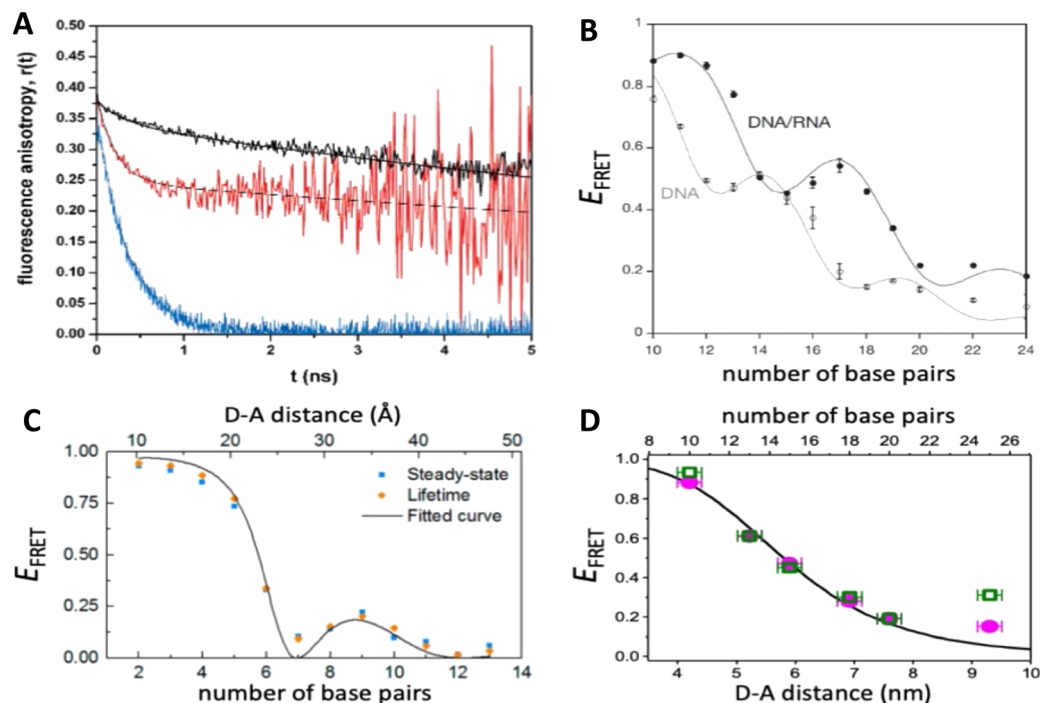 A
0.50
0.45
0.40
0.35
0.30
0.25
0.20
0.15
0.10
0.05
0.00
fluorescence anisotropy, r(t)
0 1 2 3 4 5
t (ns)
B
1
0.8
0.6
0.4
0.2
0
EFRET
DNA/RNA
DNA
10 12 14 16 18 20 22 24
number of base pairs
C
D-A distance (Å)
10 20 30 40 50
1.00
0.75
0.50
0.25
0.00
EFRET
Steady-state
Lifetime
Fitted curve
0 2 4 6 8 10 12 14
number of base pairs
D
number of base pairs
8 10 12 14 16 18 20 22 24 26
1.0
0.8
0.6
0.4
0.2
0.0
EFRET
4 5 6 7 8 9 10
D-A distance (nm)